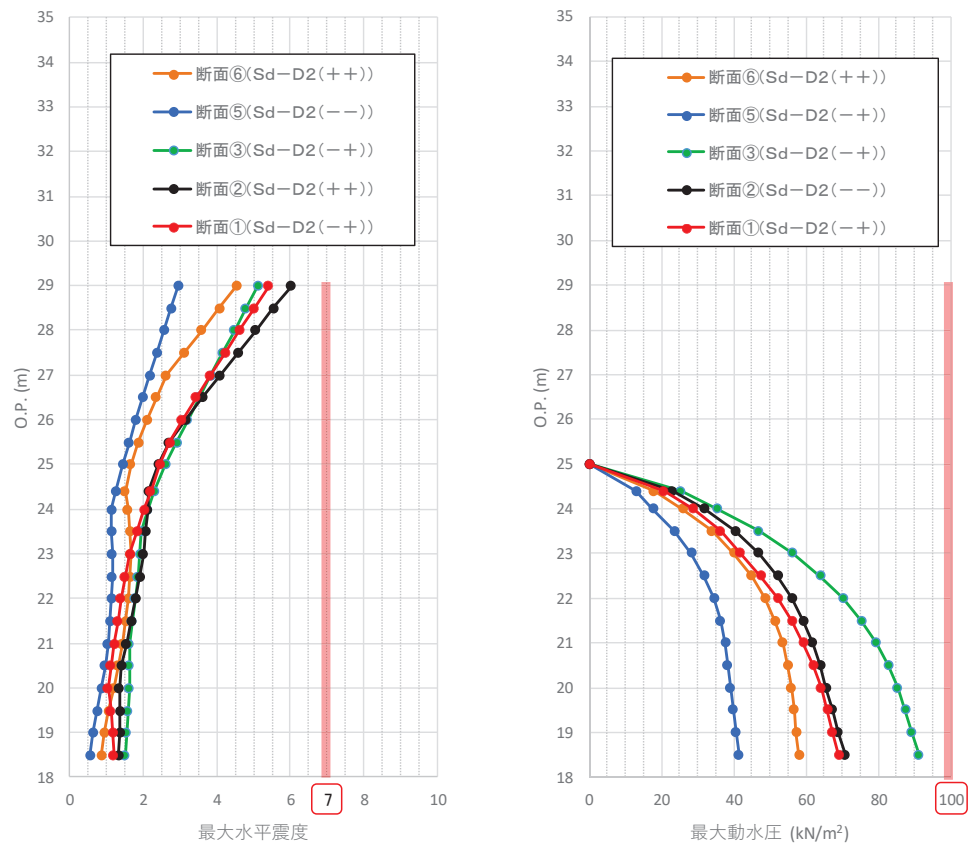 35
34
33
32
31
30
29
28
27
26
25
24
23
22
21
20
19
18
O.P. (m)
断面⑥(Sd－D2(＋＋))
断面⑤(Sd－D2(－－))
断面③(Sd－D2(－＋))
断面②(Sd－D2(＋＋))
断面①(Sd－D2(－＋))
0 2 4 6 7 8 10
最大水平震度
35
34
33
32
31
30
29
28
27
26
25
24
23
22
21
20
19
18
O.P. (m)
断面⑥(Sd－D2(＋＋))
断面⑤(Sd－D2(－＋))
断面③(Sd－D2(－＋))
断面②(Sd－D2(－－))
断面①(Sd－D2(－＋))
0 20 40 60 80 100
最大動水圧 (kN/m²)